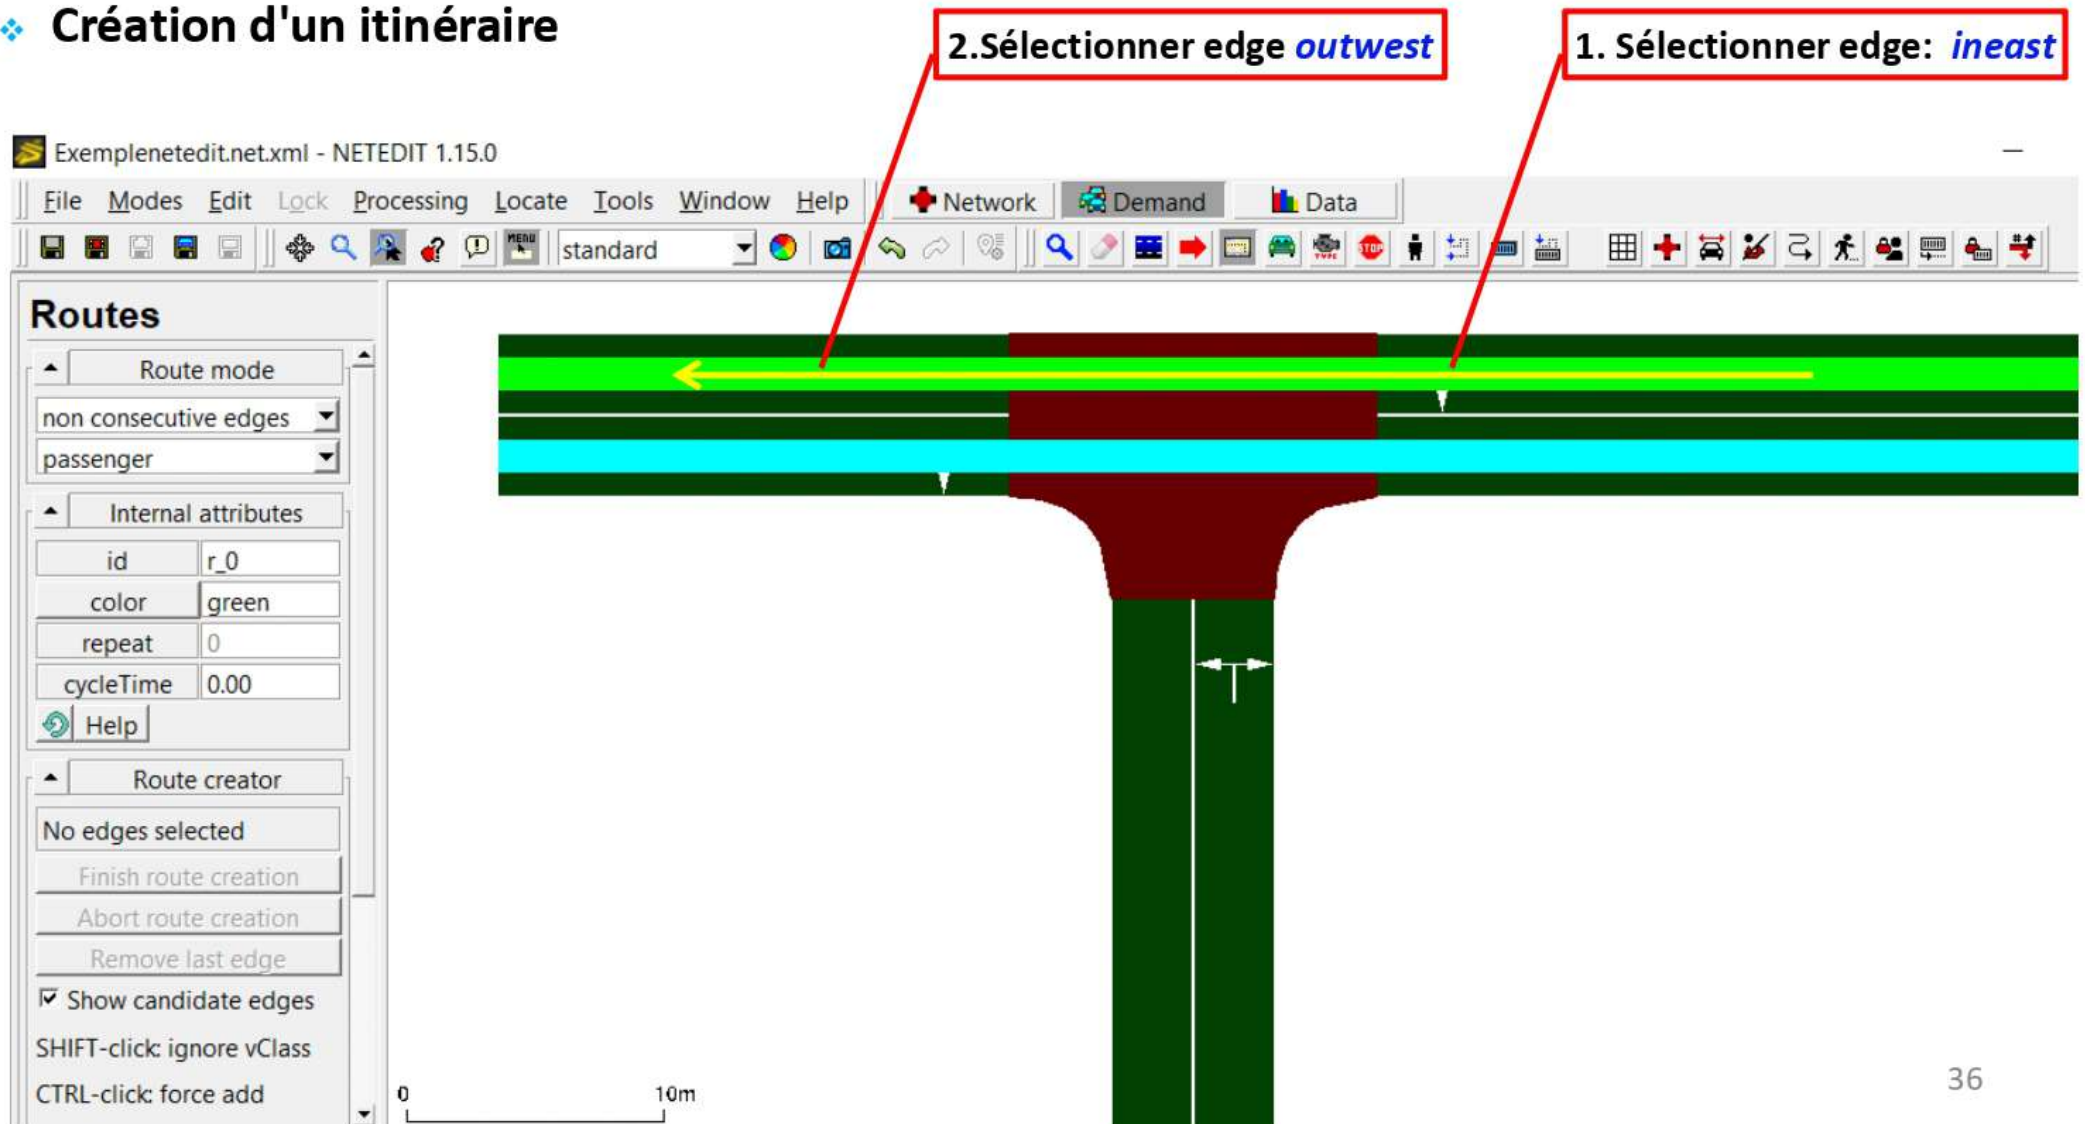 Création d'un itinéraire
2.Sélectionner edge outwest
1. Sélectionner edge: ineast
Exemplenetedit.net.xml - NETEDIT 1.15.0
File Modes Edit Lock Processing Locate Tools Window Help Network Demand Data
MENU standard TYPE STOP
Routes
Route mode
non consecutive edges
passenger
Internal attributes
id r_0
color green
repeat 0
cycleTime 0.00
Help
Route creator
No edges selected
Finish route creation
Abort route creation
Remove last edge
Show candidate edges
SHIFT-click: ignore vClass
CTRL-click: force add
0 10m
36